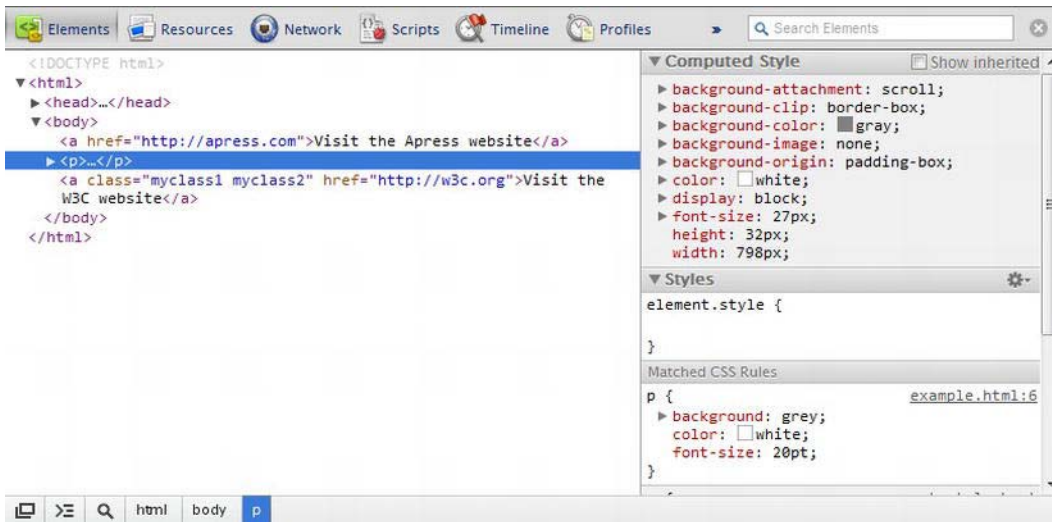 Elements Resources Network Scripts Timeline Profiles » Search Elements
<!DOCTYPE html>
▼<html>
▶<head>…</head>
▼<body>
<a href="http://apress.com">Visit the Apress website</a>
▶<p>…</p>
<a class="myclass1 myclass2" href="http://w3c.org">Visit the
W3C website</a>
</body>
</html>
▼ Computed Style Show inherited
▶ background-attachment: scroll;
▶ background-clip: border-box;
▶ background-color: gray;
▶ background-image: none;
▶ background-origin: padding-box;
▶ color: white;
▶ display: block;
▶ font-size: 27px;
height: 32px;
width: 798px;
▼ Styles
element.style {
}
Matched CSS Rules
p { example.html:6
▶ background: grey;
color: white;
font-size: 20pt;
}
html body p